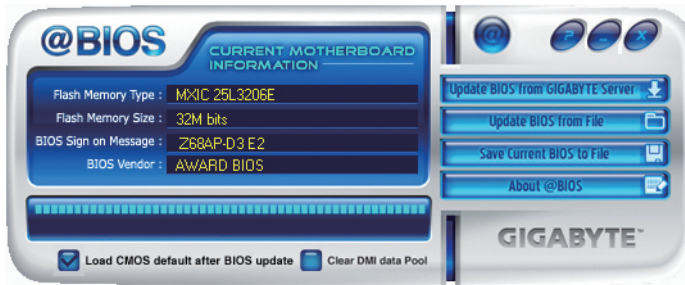 @BIOS
CURRENT MOTHERBOARD
INFORMATION
Flash Memory Type : MXIC 25L3206E
Flash Memory Size : 32M bits
BIOS Sign on Message : Z68AP-D3 E2
BIOS Vendor : AWARD BIOS
Load CMOS default after BIOS update
Clear DMI data Pool
@ ? - X
Update BIOS from GIGABYTE Server
Update BIOS from File
Save Current BIOS to File
About @BIOS
GIGABYTE™